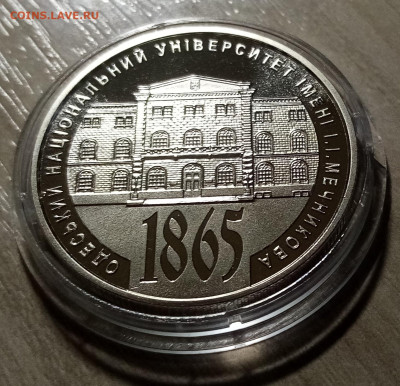 COINS.LAVE.RU
ОДЕСЬКИЙ НАЦІОНАЛЬНИЙ УНІВЕРСИТЕТ ІМЕНІ І.І.МЕЧНИКОВА
1865